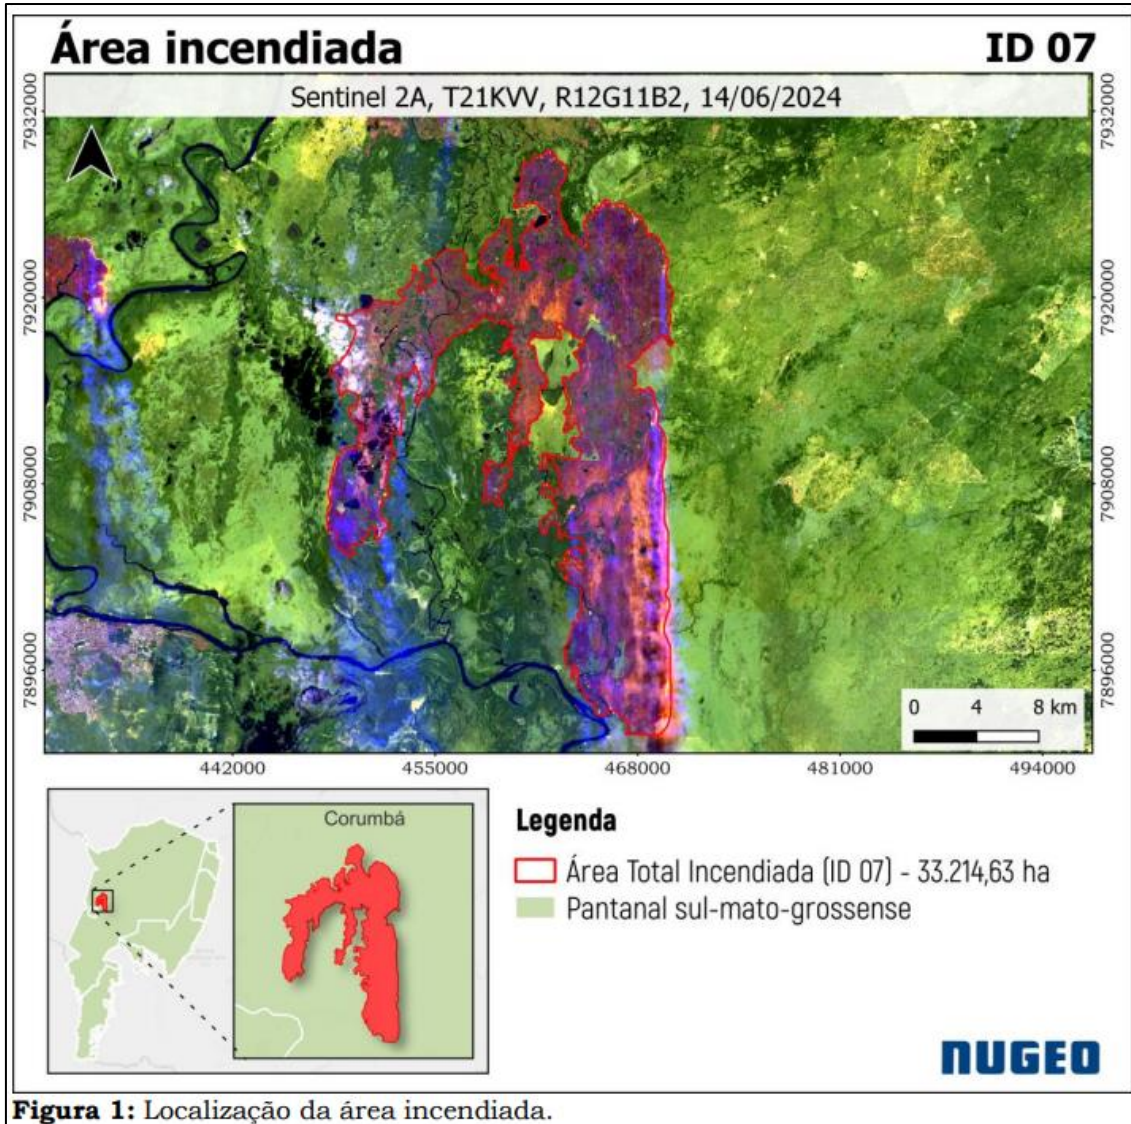 Área incendiada
ID 07
Sentinel 2A, T21KVV, R12G11B2, 14/06/2024
7932000
7932000
7920000
7920000
7908000
7908000
7896000
7896000
0 4 8 km
442000 455000 468000 481000 494000
Corumbá
Legenda
Área Total Incendiada (ID 07) - 33.214,63 ha
Pantanal sul-mato-grossense
NUGEO
Figura 1: Localização da área incendiada.